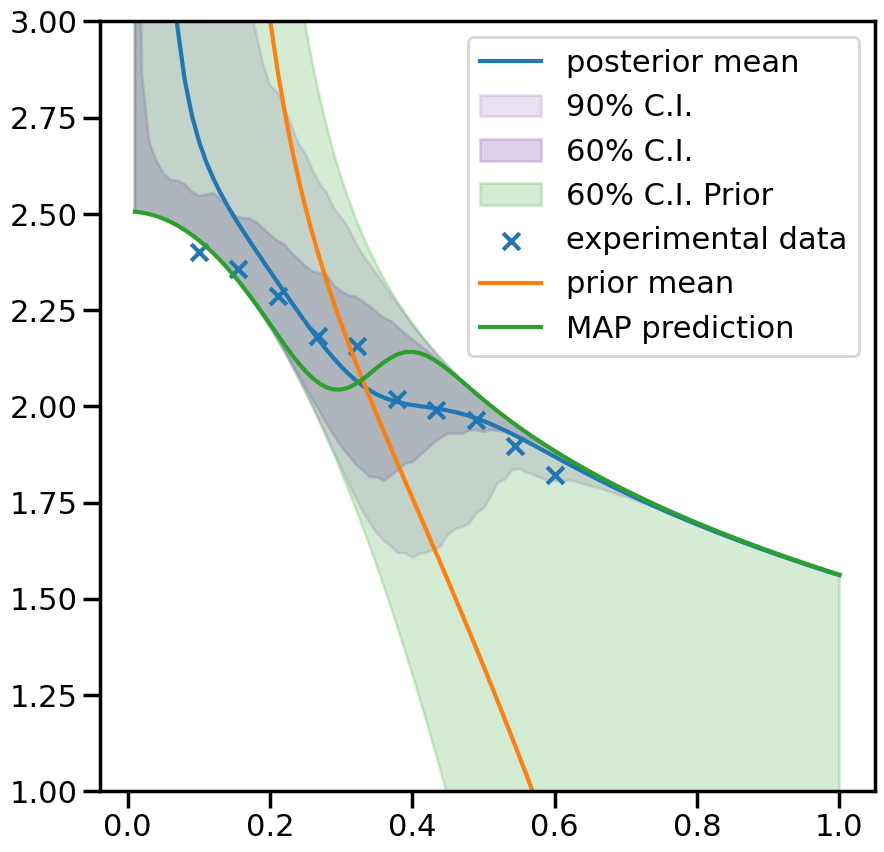 3.00
2.75
2.50
2.25
2.00
1.75
1.50
1.25
1.00
0.0 0.2 0.4 0.6 0.8 1.0
posterior mean
90% C.I.
60% C.I.
60% C.I. Prior
experimental data
prior mean
MAP prediction